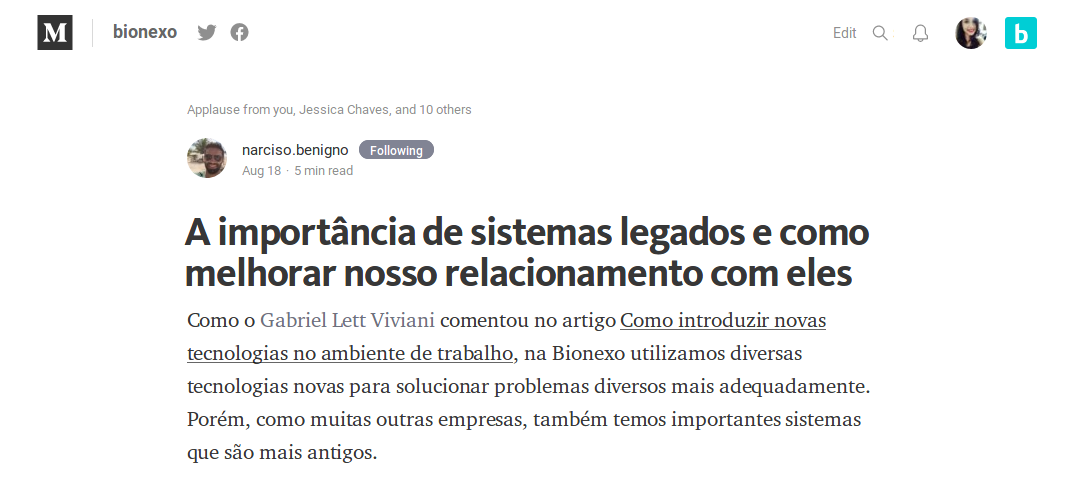 M bionexo Edit b
Applause from you, Jessica Chaves, and 10 others
narciso.benigno Following
Aug 18 · 5 min read
A importância de sistemas legados e como
melhorar nosso relacionamento com eles
Como o Gabriel Lett Viviani comentou no artigo Como introduzir novas
tecnologias no ambiente de trabalho, na Bionexo utilizamos diversas
tecnologias novas para solucionar problemas diversos mais adequadamente.
Porém, como muitas outras empresas, também temos importantes sistemas
que são mais antigos.